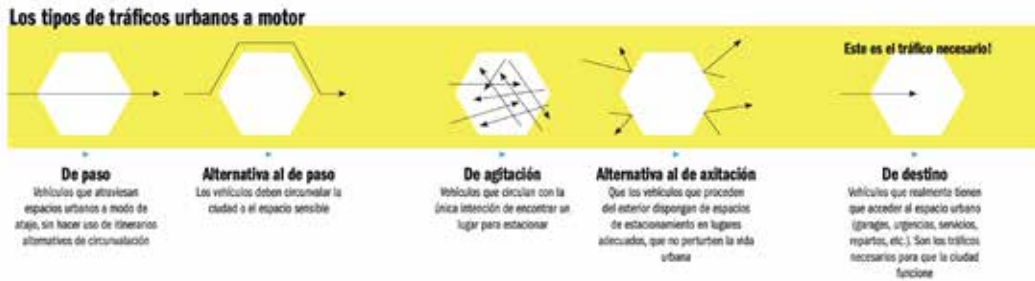 Los tipos de tráficos urbanos a motor
Este es el tráfico necesario!
De paso
Vehículos que atraviesan
espacios urbanos a modo de
atajo, sin hacer uso de itinerarios
alternativos de circunvalación
Alternativa al de paso
Los vehículos deben circunvalar la
ciudad o el espacio sensible
De agitación
Vehículos que circulan con la
única intención de encontrar un
lugar para estacionar
Alternativa al de axitación
Que los vehículos que proceden
del exterior dispongan de espacios
de estacionamiento en lugares
adecuados, que no perturben la vida
urbana
De destino
Vehículos que realmente tienen
que acceder al espacio urbano
(garages, urgencias, servicios,
repartos, etc.). Son los tráficos
necesarios para que la ciudad
funcione